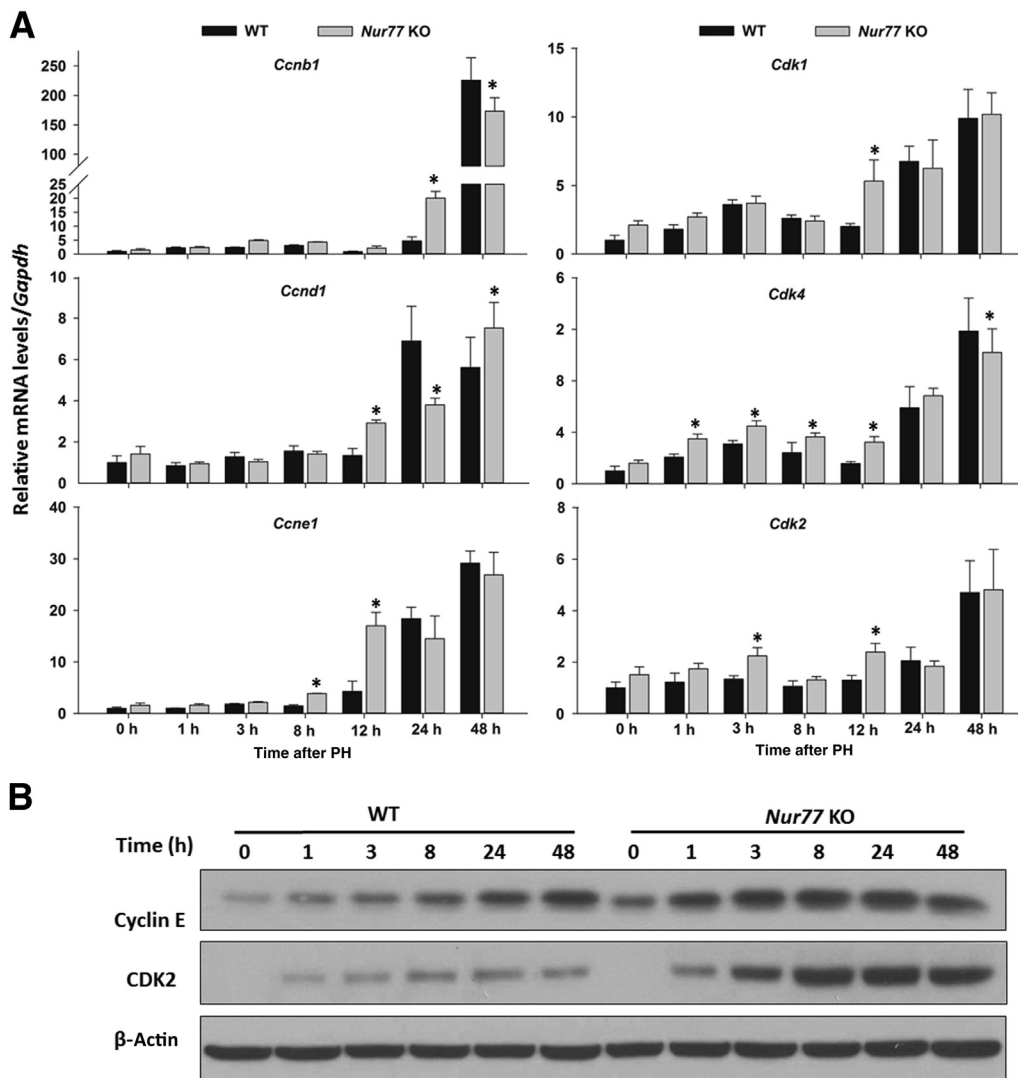 A
WT Nur77 KO WT Nur77 KO
Relative mRNA levels/Gapdh
Ccnb1
250
200
150
100
25
20
15
10
5
0
*
*
Cdk1
15
10
5
0
*
Ccnd1
10
8
6
4
2
0
*
*
*
Cdk4
6
2
8
4
0
*
*
*
*
*
Ccne1
40
30
20
10
0
*
*
Cdk2
8
6
4
2
0
*
*
0 h 1 h 3 h 8 h 12 h 24 h 48 h
Time after PH
0 h 1 h 3 h 8 h 12 h 24 h 48 h
Time after PH
B
WT Nur77 KO
Time (h) 0 1 3 8 24 48 0 1 3 8 24 48
Cyclin E
CDK2
β-Actin